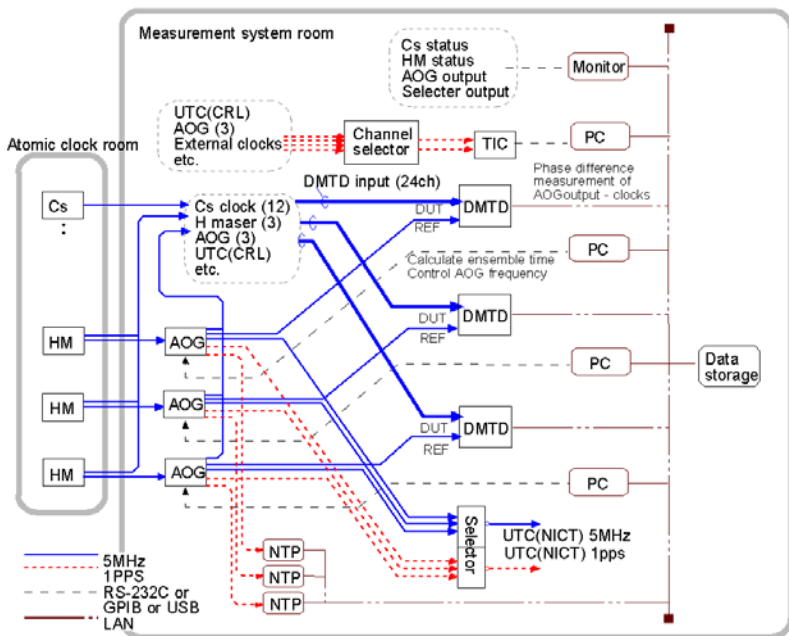 Measurement system room
Cs status
HM status
AOG output
Selecter output
Monitor
UTC(CRL)
AOG (3)
External clocks
etc.
Channel
selector
TIC
PC
Atomic clock room
Phase difference
measurement of
AOGoutput - clocks
DMTD input (24ch)
Cs
:
Cs clock (12)
H maser (3)
AOG (3)
UTC(CRL)
etc.
DUT
REF
DMTD
Calculate ensemble time
Control AOG frequency
PC
DUT
REF
DMTD
HM
AOG
PC
Data
storage
HM
AOG
DUT
REF
DMTD
HM
AOG
PC
Selector
UTC(NICT) 5MHz
UTC(NICT) 1pps
NTP
NTP
NTP
5MHz
1PPS
RS-232C or
GPIB or USB
LAN